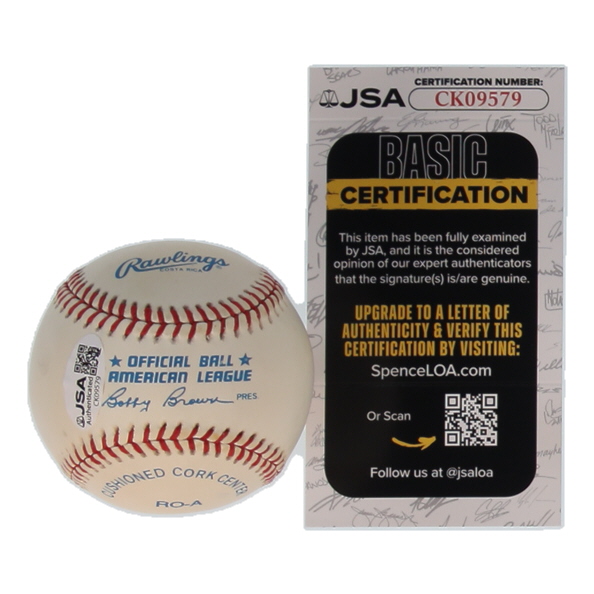 Rawlings
COSTA RICA
★ OFFICIAL BALL ★
AMERICAN LEAGUE
Bobby Brown PRES
CUSHIONED CORK CENTER
RO-A
JSA
Authenticated
CK09579
CERTIFICATION NUMBER:
JSA CK09579
BASIC
CERTIFICATION
This item has been fully examined
by JSA, and it is the considered
opinion of our expert authenticators
that the signature(s) is/are genuine.
UPGRADE TO A LETTER OF
AUTHENTICITY & VERIFY THIS
CERTIFICATION BY VISITING:
SpenceLOA.com
Or Scan
Follow us at @jsaloa